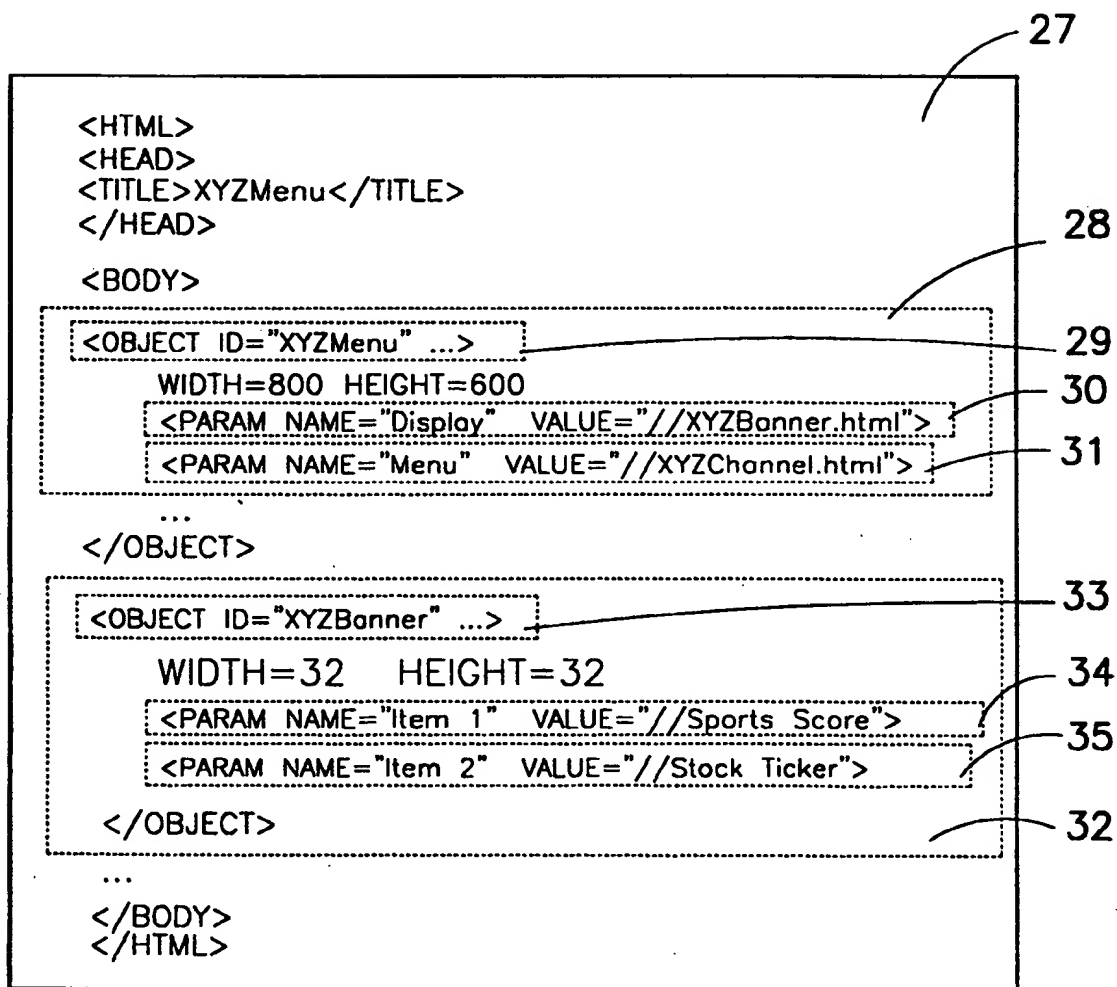 27
<HTML>
<HEAD>
<TITLE>XYZMenu</TITLE>
</HEAD>
28
<BODY>
<OBJECT ID="XYZMenu" ...>
29
WIDTH=800 HEIGHT=600
30
<PARAM NAME="Display" VALUE="//XYZBanner.html">
31
<PARAM NAME="Menu" VALUE="//XYZChannel.html">
...
</OBJECT>
33
<OBJECT ID="XYZBanner" ...>
WIDTH=32 HEIGHT=32
34
<PARAM NAME="Item 1" VALUE="//Sports Score">
35
<PARAM NAME="Item 2" VALUE="//Stock Ticker">
</OBJECT>
32
...
</BODY>
</HTML>